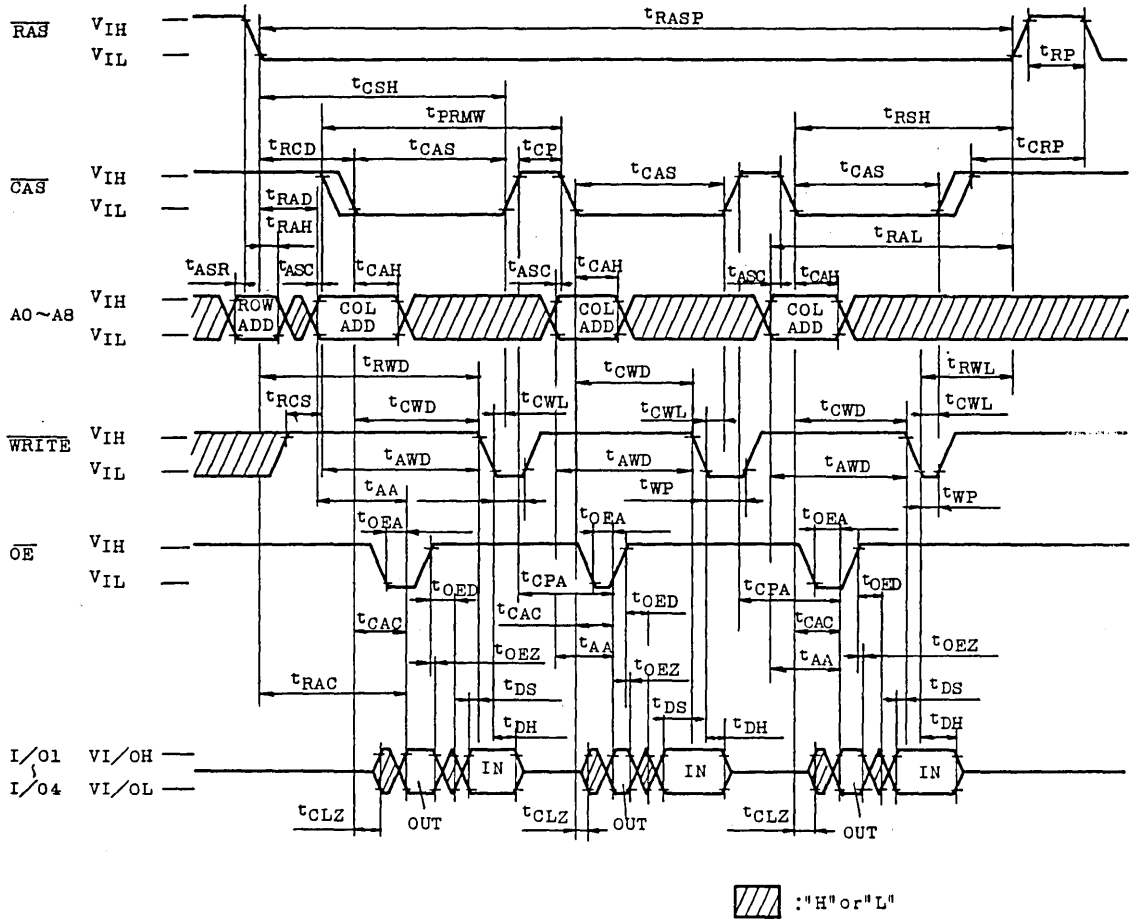 tRASP
RAS VIH
VIL
tRP
tCSH
tPRMW
tRSH
tRCD tCAS tCP tCRP
CAS VIH
VIL
tCAS tCAS
tRAD
tRAH
tRAL
tASR tASC tCAH tASC tCAH tASC tCAH
A0~A8 VIH
VIL
ROW ADD
COL ADD
COL ADD
COL ADD
tRWD tCWD tRWL
tRCS tCWD tCWL tCWL tCWD tCWL
WRITE VIH
VIL
tAWD tAWD tAWD
tAA tWP tWP
tOEA tOEA tOEA
OE VIH
VIL
tCPA tCPA
tOED tOED tOED
tCAC tCAC tCAC
tOEZ tAA tOEZ tAA tOEZ
tRAC tDS tDS tDS
tDH tDH tDH
I/O1 VI/OH
I/O4 VI/OL
IN IN IN
tCLZ OUT tCLZ OUT tCLZ OUT
:"H"or"L"